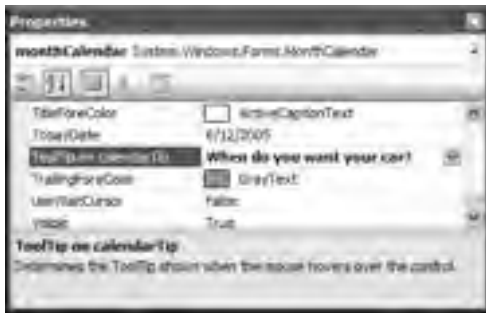 Properties
monthCalendar System.Windows.Forms.MonthCalendar
TitleForeColor ActiveCaptionText
TodayDate 6/12/2005
ToolTip on calendarTip When do you want your car?
TrailingForeColor GrayText
UseWaitCursor False
Visible True
ToolTip on calendarTip
Determines the ToolTip shown when the mouse hovers over the control.